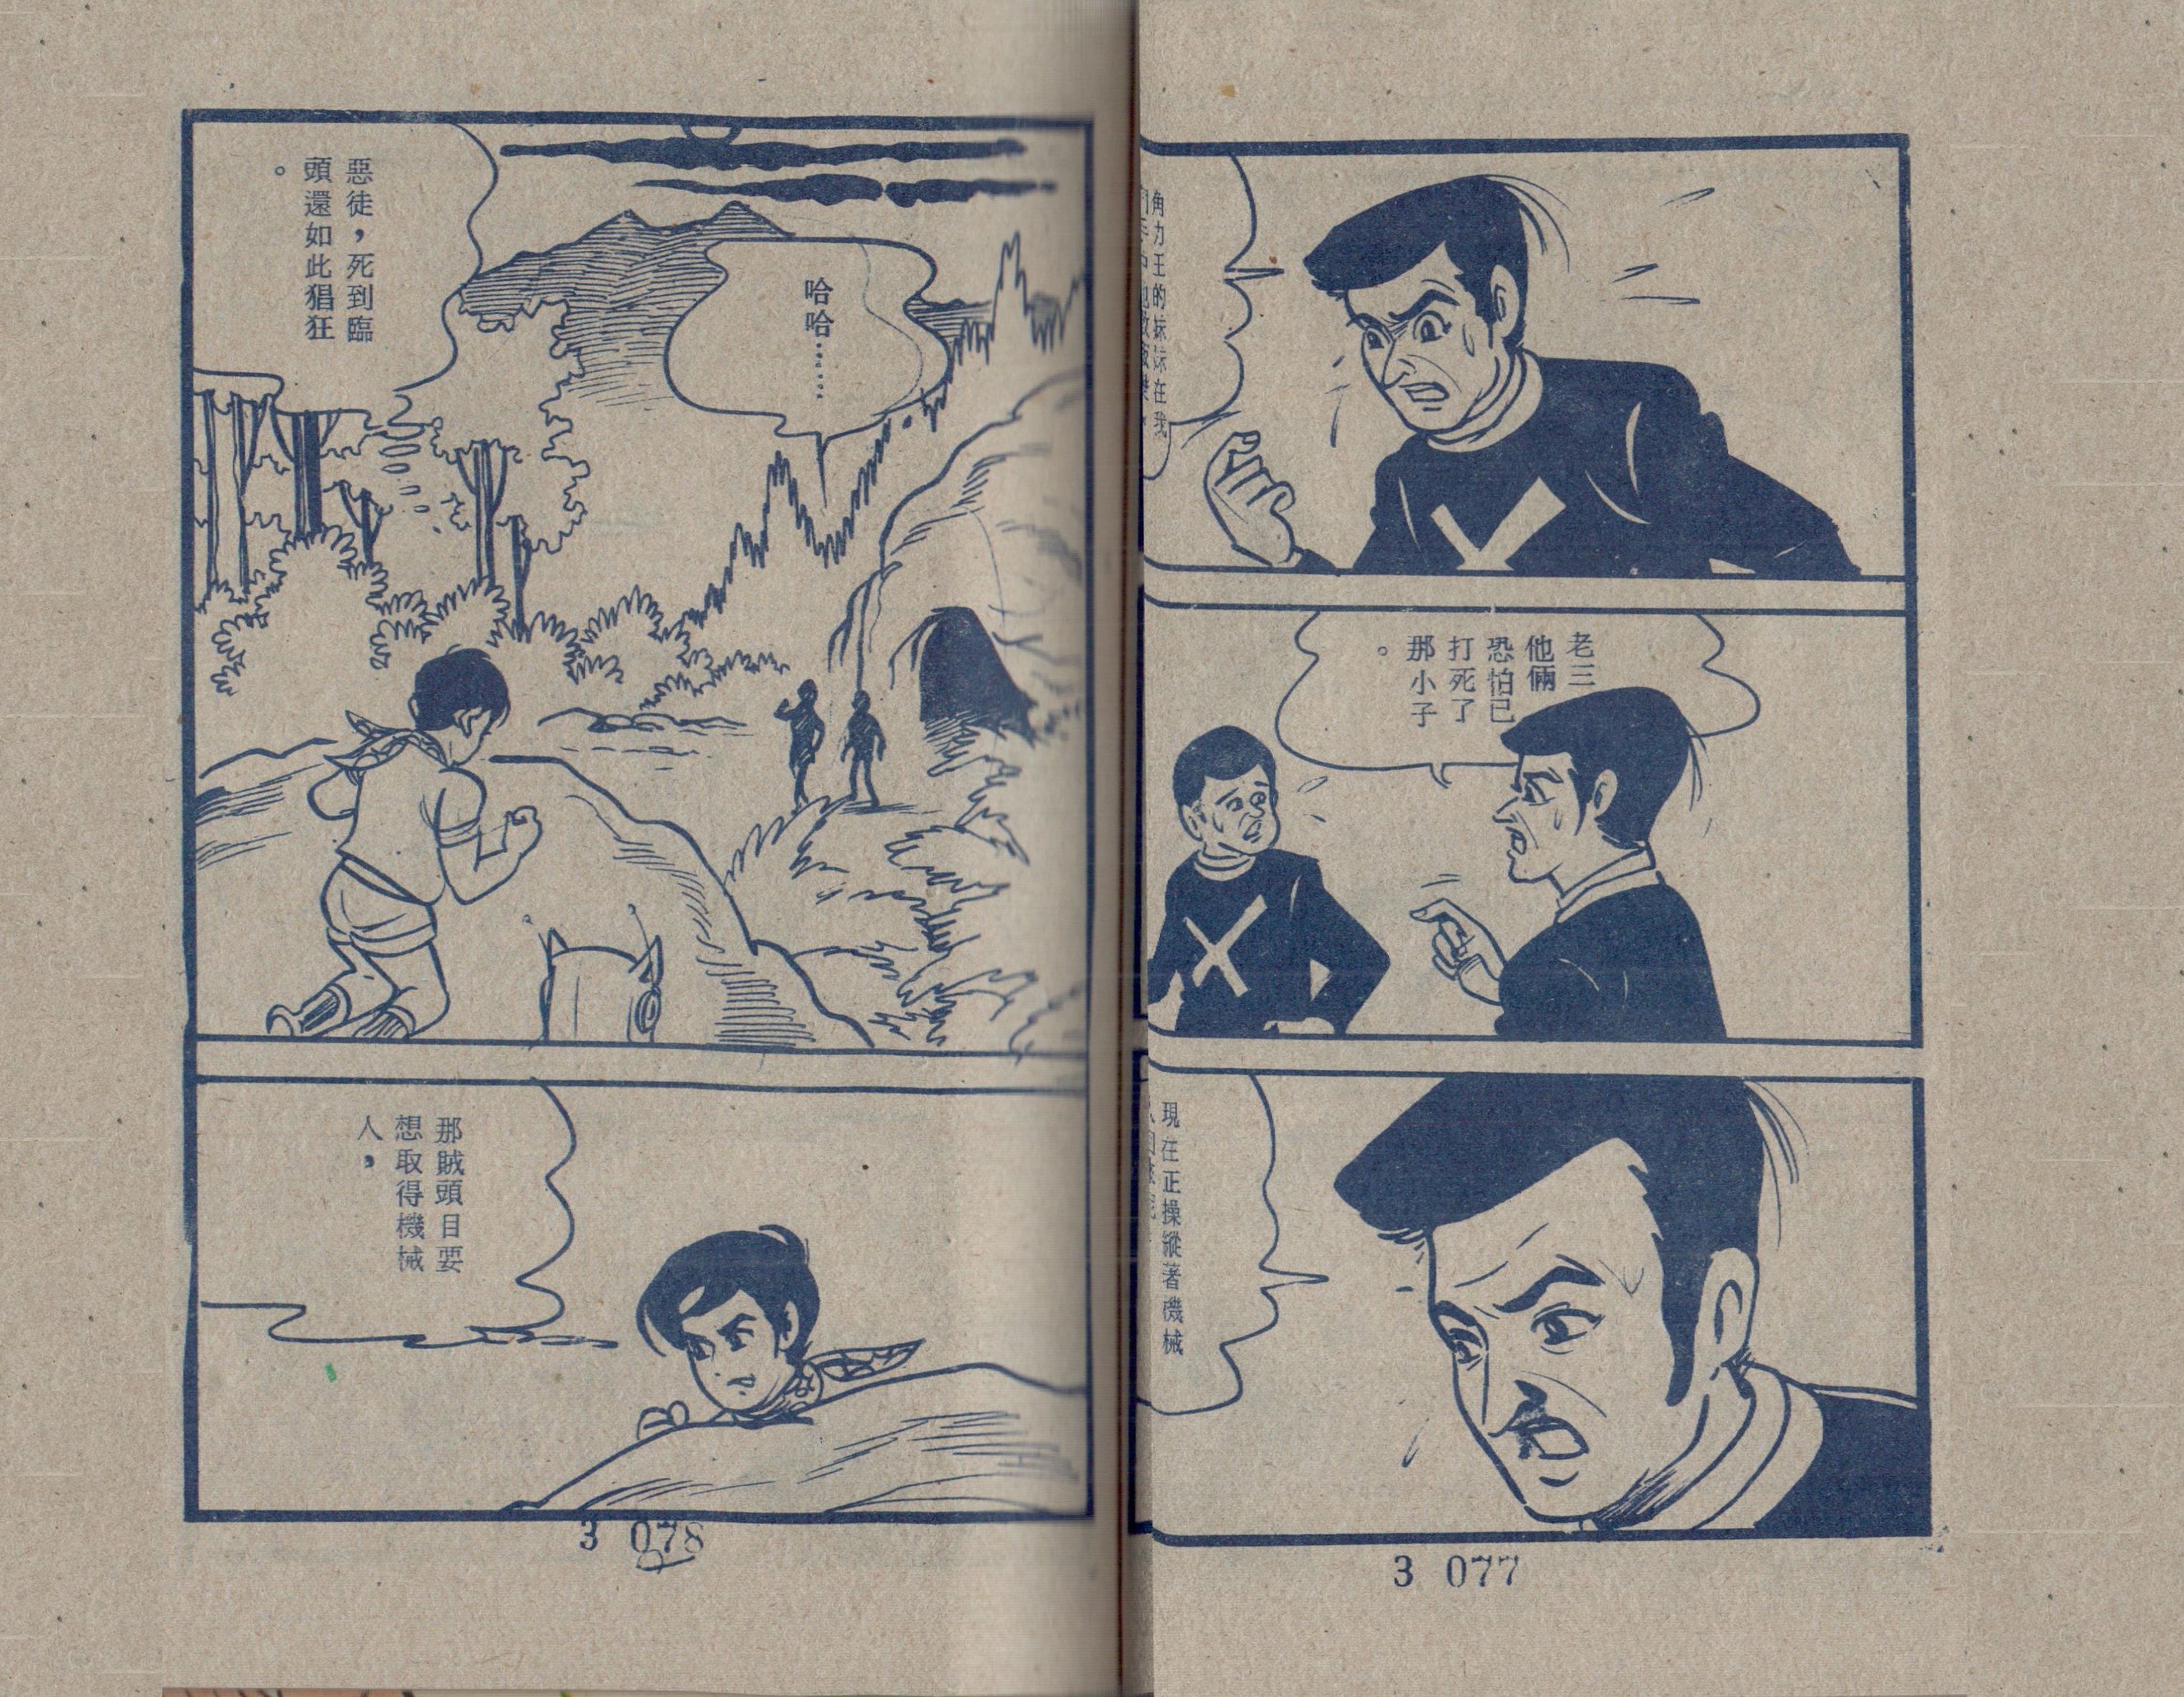 角力王的妹妹在我
老三
他倆
恐怕已
打死了
那小子
。
現在正操縱著機械
3 077
惡徒，死到臨
頭還如此猖狂
。
哈哈……
那賊頭目要
想取得機械
人，
3 078